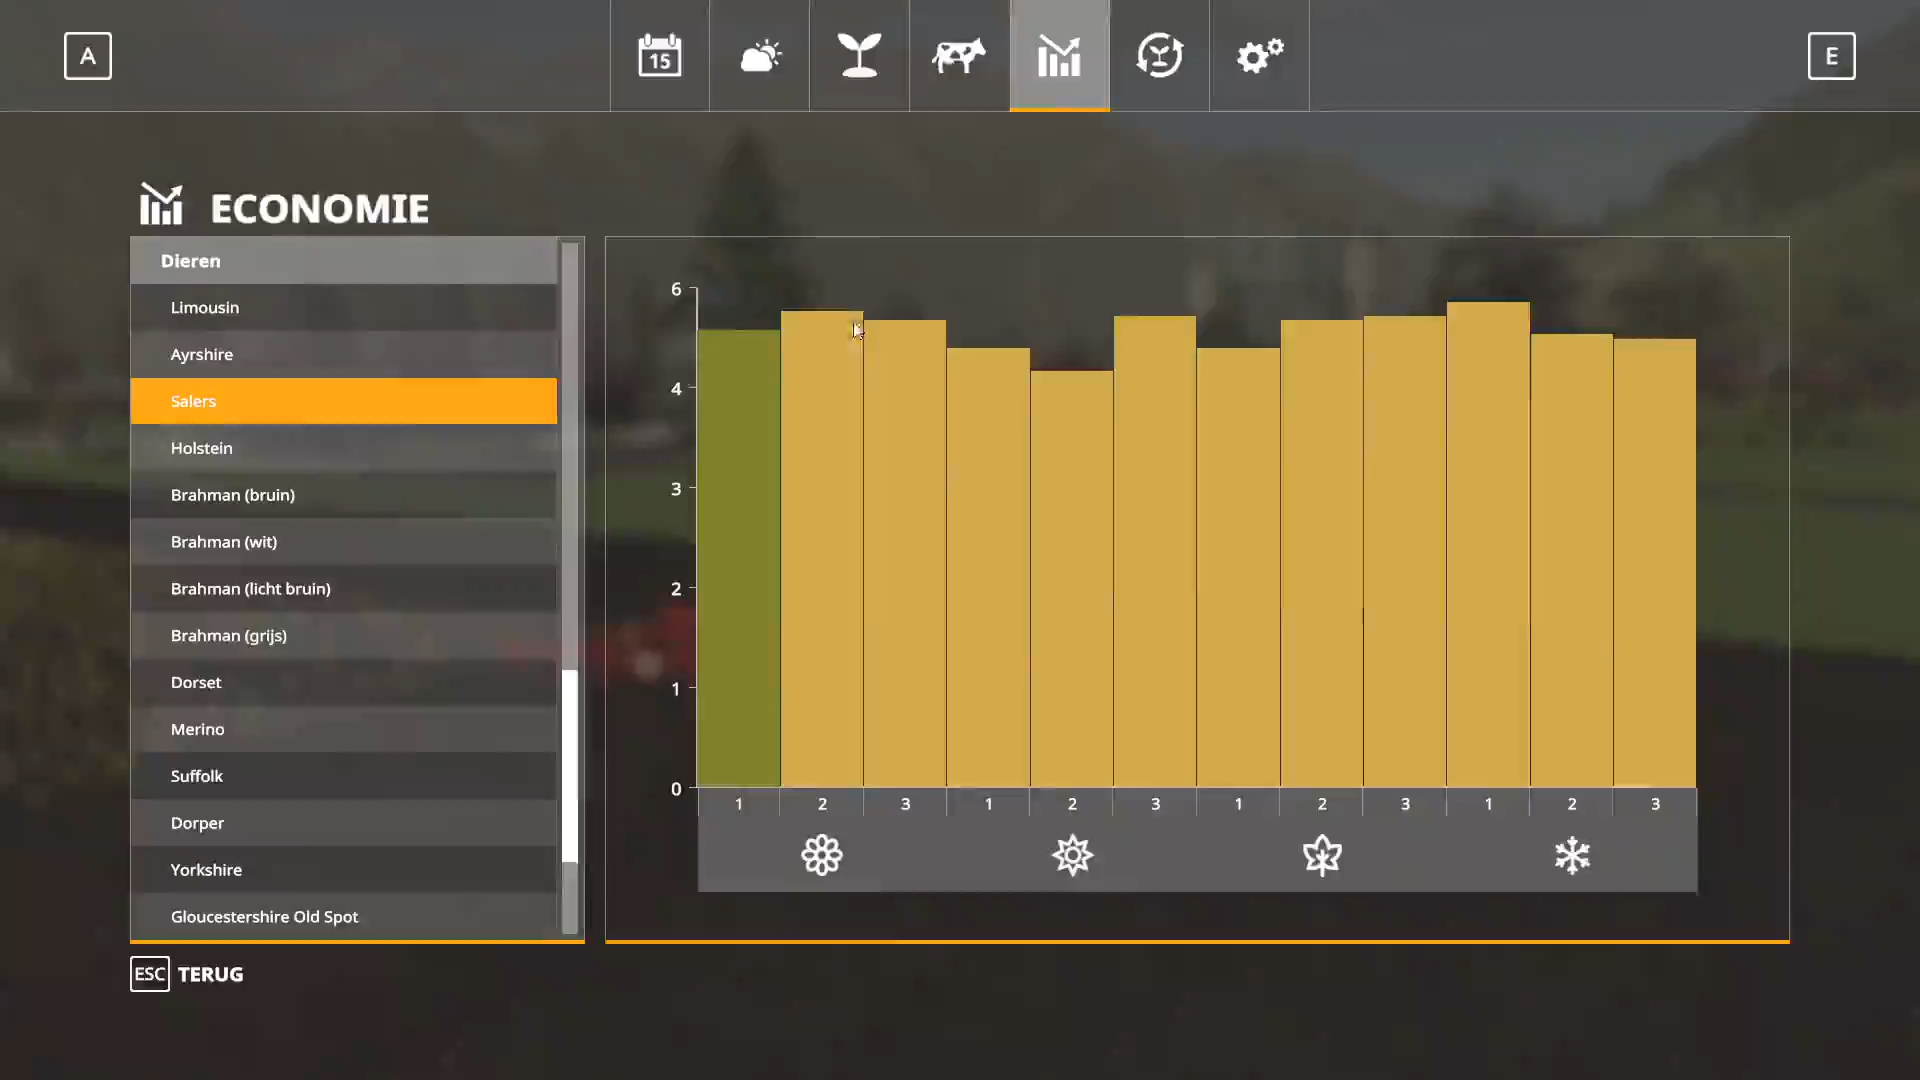 A
15
E
ECONOMIE
Dieren
Limousin
Ayrshire
Salers
Holstein
Brahman (bruin)
Brahman (wit)
Brahman (licht bruin)
Brahman (grijs)
Dorset
Merino
Suffolk
Dorper
Yorkshire
Gloucestershire Old Spot
6
4
3
2
1
0
1 2 3 1 2 3 1 2 3 1 2 3
ESC TERUG